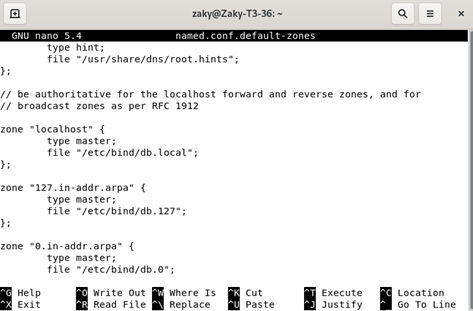 zaky@Zaky-T3-36: ~
GNU nano 5.4 named.conf.default-zones
type hint;
file "/usr/share/dns/root.hints";
};
// be authoritative for the localhost forward and reverse zones, and for
// broadcast zones as per RFC 1912
zone "localhost" {
type master;
file "/etc/bind/db.local";
};
zone "127.in-addr.arpa" {
type master;
file "/etc/bind/db.127";
};
zone "0.in-addr.arpa" {
type master;
file "/etc/bind/db.0";
^G Help ^O Write Out ^W Where Is ^K Cut ^T Execute ^C Location
^X Exit ^R Read File ^\ Replace ^U Paste ^J Justify ^_ Go To Line